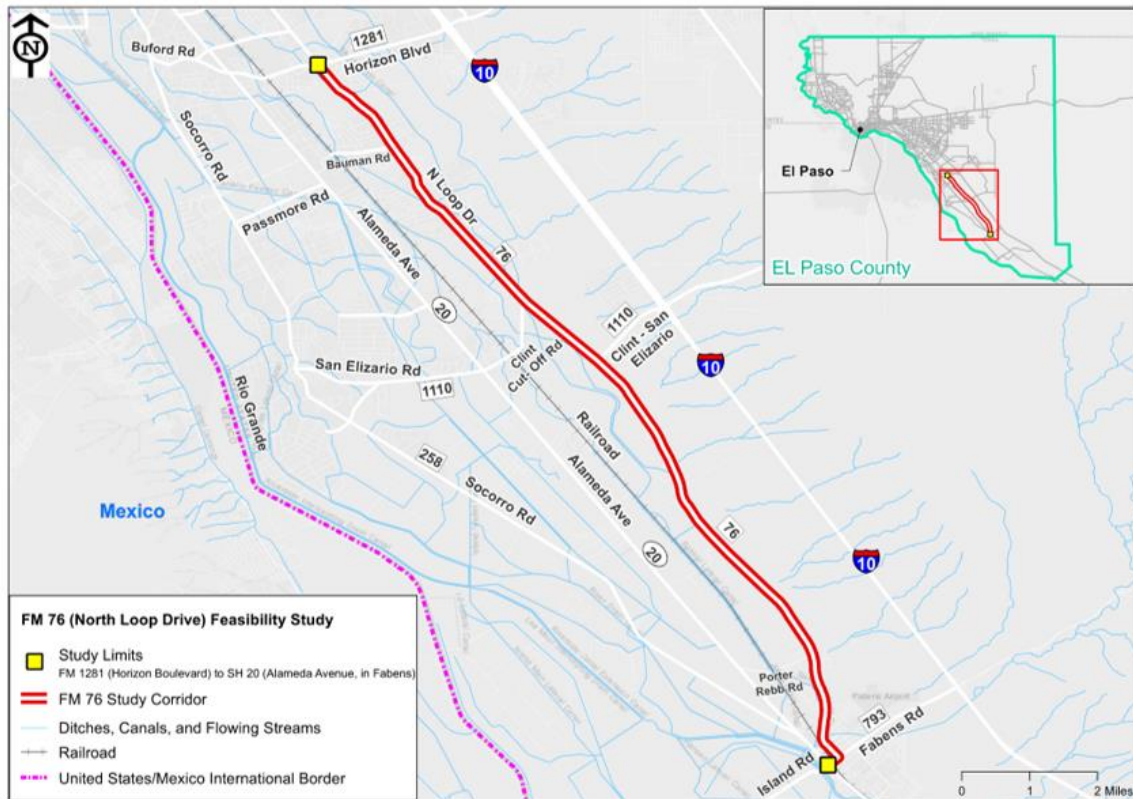 N
Buford Rd
1281
Horizon Blvd
10
Socorro Rd
Bauman Rd
N Loop Dr
Passmore Rd
Alameda Ave
76
20
1110
Clint - San
Elizario
10
San Elizario Rd
1110
Clint
Cut- Off Rd
Rio Grande
MEXICO
Railroad
258
Socorro Rd
Alameda Ave
Mexico
76
20
10
Porter
Rebb Rd
Fabens Airport
793
Fabens Rd
Island Rd
El Paso
EL Paso County
FM 76 (North Loop Drive) Feasibility Study
Study Limits
FM 1281 (Horizon Boulevard) to SH 20 (Alameda Avenue, in Fabens)
FM 76 Study Corridor
Ditches, Canals, and Flowing Streams
Railroad
United States/Mexico International Border
0 1 2 Miles